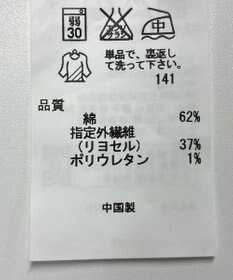 弱
30
中
単品で、裏返し
て洗って下さい。
141
品質
綿 62%
指定外繊維
(リヨセル) 37%
ポリウレタン 1%
中国製